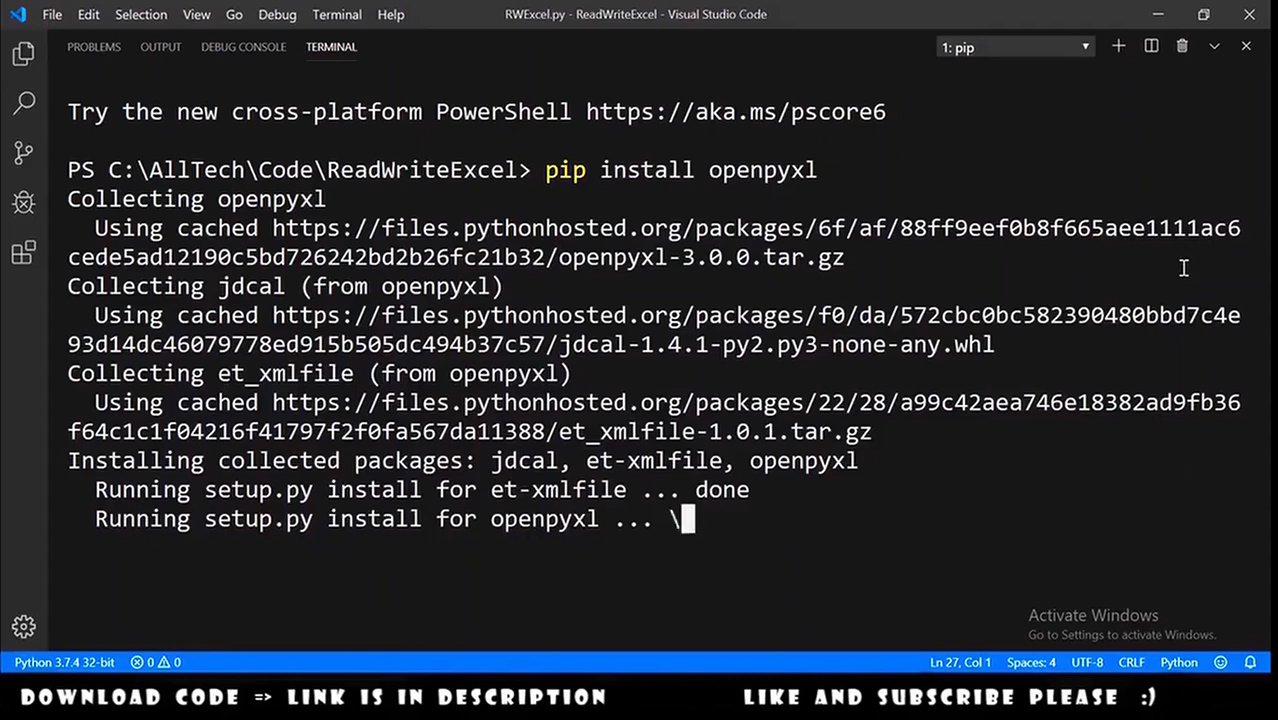 File Edit Selection View Go Debug Terminal Help RWExcel.py - ReadWriteExcel - Visual Studio Code
PROBLEMS OUTPUT DEBUG CONSOLE TERMINAL 1: pip
Try the new cross-platform PowerShell https://aka.ms/pscore6
PS C:\AllTech\Code\ReadWriteExcel> pip install openpyxl
Collecting openpyxl
Using cached https://files.pythonhosted.org/packages/6f/af/88ff9eef0b8f665aee1111ac6
cede5ad12190c5bd726242bd2b26fc21b32/openpyxl-3.0.0.tar.gz
Collecting jdcal (from openpyxl)
Using cached https://files.pythonhosted.org/packages/f0/da/572cbc0bc582390480bbd7c4e
93d14dc46079778ed915b505dc494b37c57/jdcal-1.4.1-py2.py3-none-any.whl
Collecting et_xmlfile (from openpyxl)
Using cached https://files.pythonhosted.org/packages/22/28/a99c42aea746e18382ad9fb36
f64c1c1f04216f41797f2f0fa567da11388/et_xmlfile-1.0.1.tar.gz
Installing collected packages: jdcal, et-xmlfile, openpyxl
Running setup.py install for et-xmlfile ... done
Running setup.py install for openpyxl ... \
Activate Windows
Go to Settings to activate Windows.
Python 3.7.4 32-bit 0 0 Ln 27, Col 1 Spaces: 4 UTF-8 CRLF Python
DOWNLOAD CODE => LINK IS IN DESCRIPTION LIKE AND SUBSCRIBE PLEASE :)